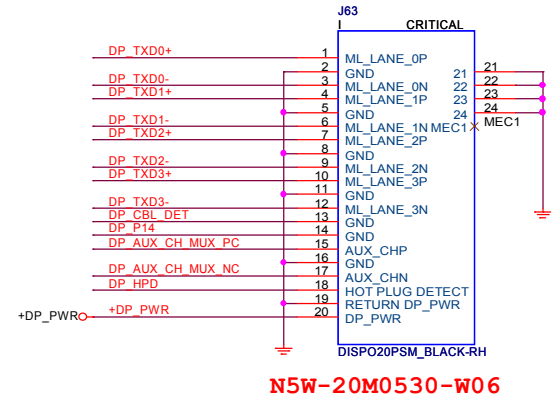 J63
I CRITICAL
DP_TXD0+ 1 ML_LANE_0P
2 GND 21 21
DP_TXD0- 3 ML_LANE_0N 22 22
DP_TXD1+ 4 ML_LANE_1P 23 23
5 GND 24 24
DP_TXD1- 6 ML_LANE_1N MEC1 MEC1
DP_TXD2+ 7 ML_LANE_2P
8 GND
DP_TXD2- 9 ML_LANE_2N
DP_TXD3+ 10 ML_LANE_3P
11 GND
DP_TXD3- 12 ML_LANE_3N
DP_CBL_DET 13 GND
DP_P14 14 GND
DP_AUX_CH_MUX_PC 15 AUX_CHP
16 GND
DP_AUX_CH_MUX_NC 17 AUX_CHN
DP_HPD 18 HOT PLUG DETECT
19 RETURN DP_PWR
+DP_PWR +DP_PWR 20 DP_PWR
DISPO20PSM_BLACK-RH
N5W-20M0530-W06